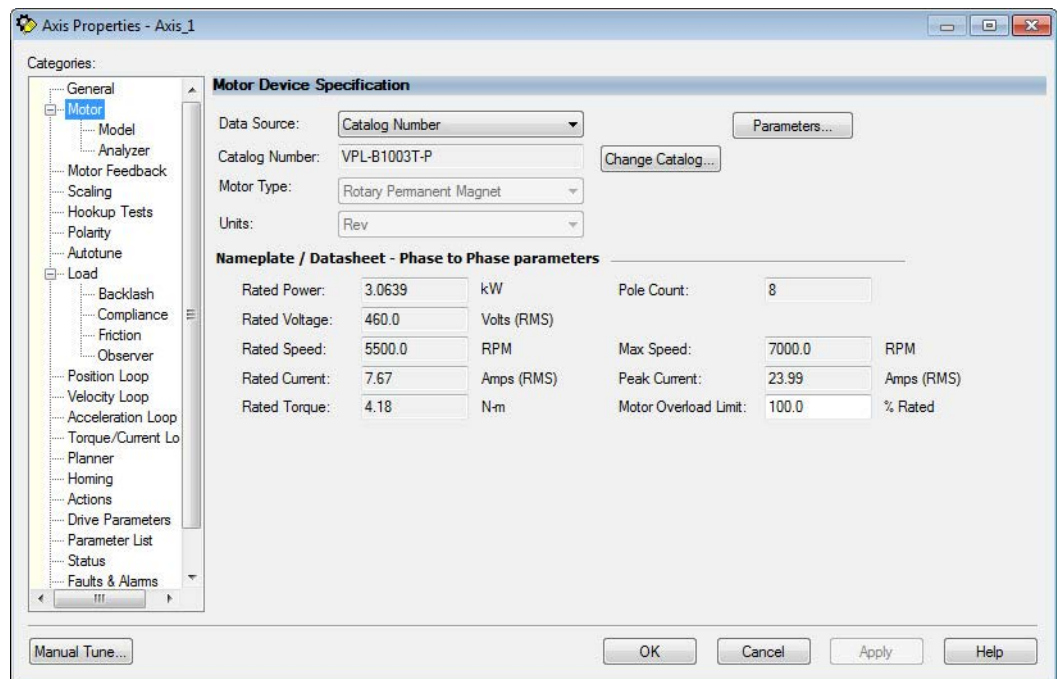 Axis Properties - Axis_1
Categories:
General
Motor
Model
Analyzer
Motor Feedback
Scaling
Hookup Tests
Polarity
Autotune
Load
Backlash
Compliance
Friction
Observer
Position Loop
Velocity Loop
Acceleration Loop
Torque/Current Lo
Planner
Homing
Actions
Drive Parameters
Parameter List
Status
Faults & Alarms
Motor Device Specification
Data Source: Catalog Number Parameters...
Catalog Number: VPL-B1003T-P Change Catalog...
Motor Type: Rotary Permanent Magnet
Units: Rev
Nameplate / Datasheet - Phase to Phase parameters
Rated Power: 3.0639 kW Pole Count: 8
Rated Voltage: 460.0 Volts (RMS)
Rated Speed: 5500.0 RPM Max Speed: 7000.0 RPM
Rated Current: 7.67 Amps (RMS) Peak Current: 23.99 Amps (RMS)
Rated Torque: 4.18 N-m Motor Overload Limit: 100.0 % Rated
Manual Tune... OK Cancel Apply Help